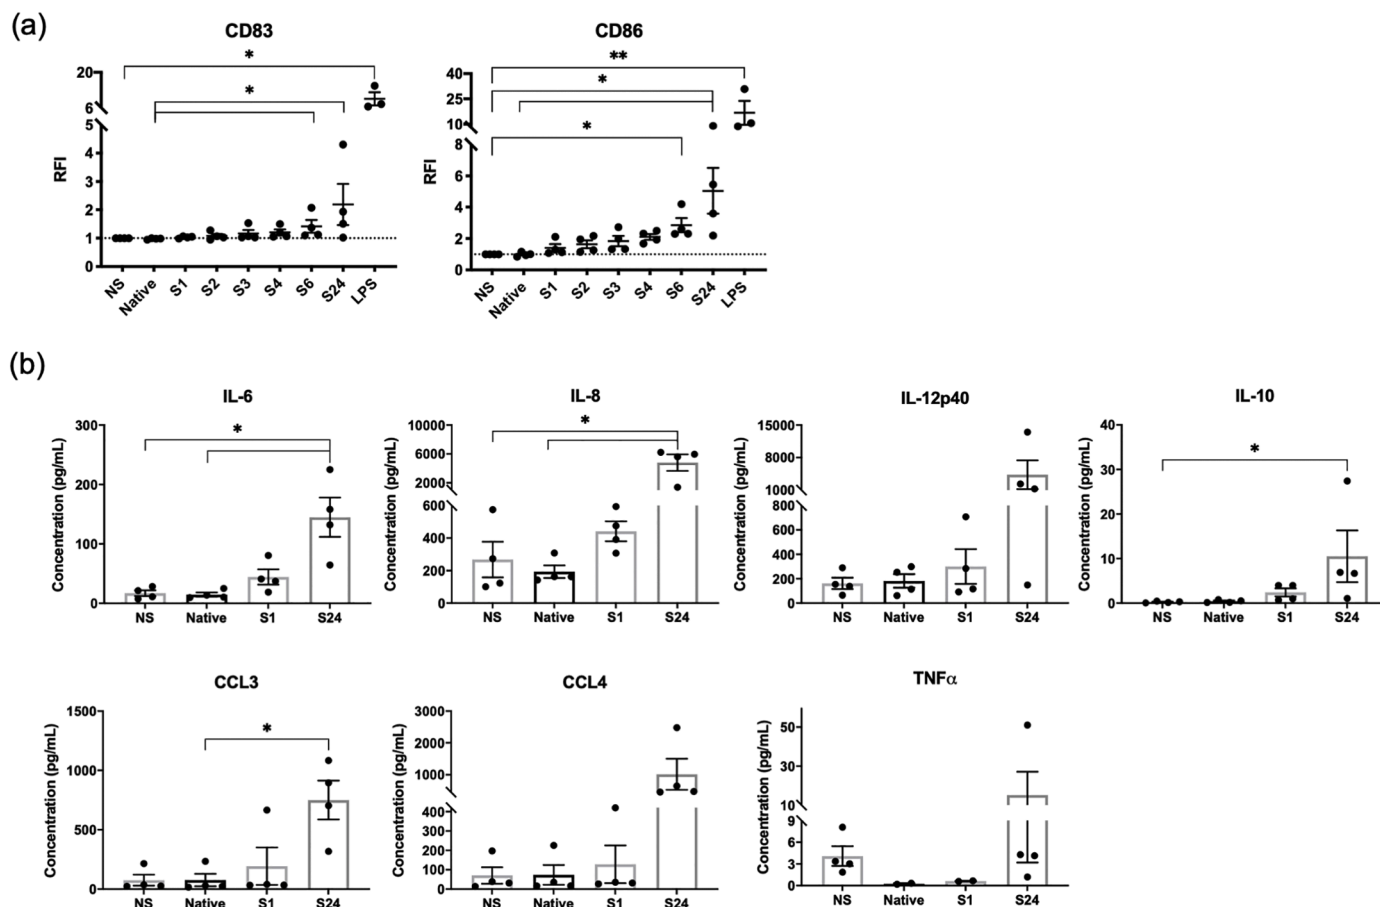 (a)
CD83
CD86
*
*
**
*
*
RFI
20
6
5
4
3
2
1
0
NS Native S1 S2 S3 S4 S6 S24 LPS
RFI
40
25
10
8
6
4
2
0
NS Native S1 S2 S3 S4 S6 S24 LPS
(b)
IL-6
*
Concentration (pg/mL)
300
200
100
0
NS Native S1 S24
IL-8
*
Concentration (pg/mL)
10000
6000
2000
600
400
200
0
NS Native S1 S24
IL-12p40
Concentration (pg/mL)
15000
8000
1000
800
600
400
200
0
NS Native S1 S24
IL-10
*
Concentration (pg/mL)
40
30
20
10
0
NS Native S1 S24
CCL3
*
Concentration (pg/mL)
1500
1000
500
0
NS Native S1 S24
CCL4
Concentration (pg/mL)
3000
2000
1000
400
300
200
100
0
NS Native S1 S24
TNFα
Concentration (pg/mL)
50
30
10
9
6
3
0
NS Native S1 S24